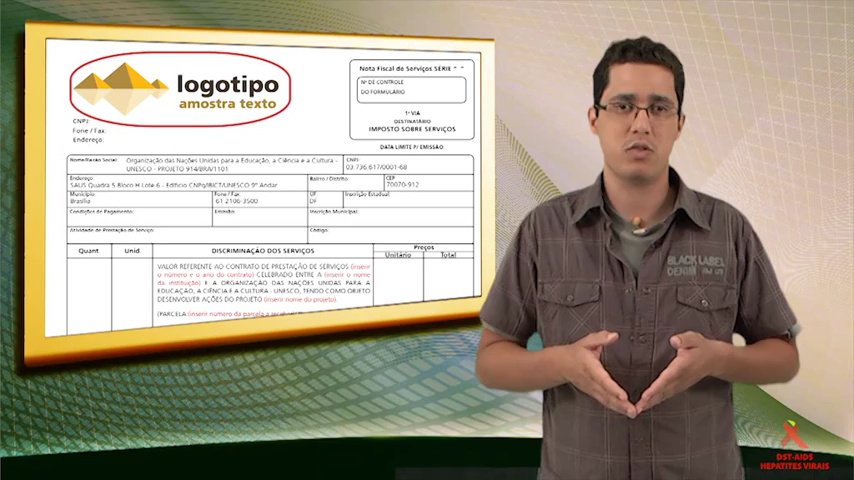 logotipo
amostra texto
CNPJ:
Fone / Fax:
Endereço:
Nota Fiscal de Serviços SÉRIE " "
Nº DE CONTROLE
DO FORMULÁRIO
1ª VIA
DESTINATÁRIO
IMPOSTO SOBRE SERVIÇOS
DATA LIMITE P/ EMISSÃO:
Nome/Razão Social: Organização das Nações Unidas para a Educação, a Ciência e a Cultura -
UNESCO - PROJETO 914/BRA/1101
CNPJ:
03.736.617/0001-68
Endereço
SAUS Quadra 5 Bloco H Lote 6 - Edifício CNPq/IBICT/UNESCO 9º Andar
Bairro / Distrito:
CEP
70070-912
Município
Brasília
Fone / Fax
61 2106-3500
UF:
DF
Inscrição Estadual:
Condições de Pagamento:
Emissão
Inscrição Municipal:
Atividade de Prestação de Serviço:
Código:
Quant.
Unid.
DISCRIMINAÇÃO DOS SERVIÇOS
Preços
Unitário
Total
VALOR REFERENTE AO CONTRATO DE PRESTAÇÃO DE SERVIÇOS (inserir
o número e o ano do contrato) CELEBRADO ENTRE A (inserir o nome
da instituição) E A ORGANIZAÇÃO DAS NAÇÕES UNIDAS PARA A
EDUCAÇÃO, A CIÊNCIA E A CULTURA - UNESCO, TENDO COMO OBJETO
DESENVOLVER AÇÕES DO PROJETO (inserir nome do projeto).
(PARCELA (inserir número da parcela
BLACK LABEL
DENIM
DST-AIDS
HEPATITES VIRAIS